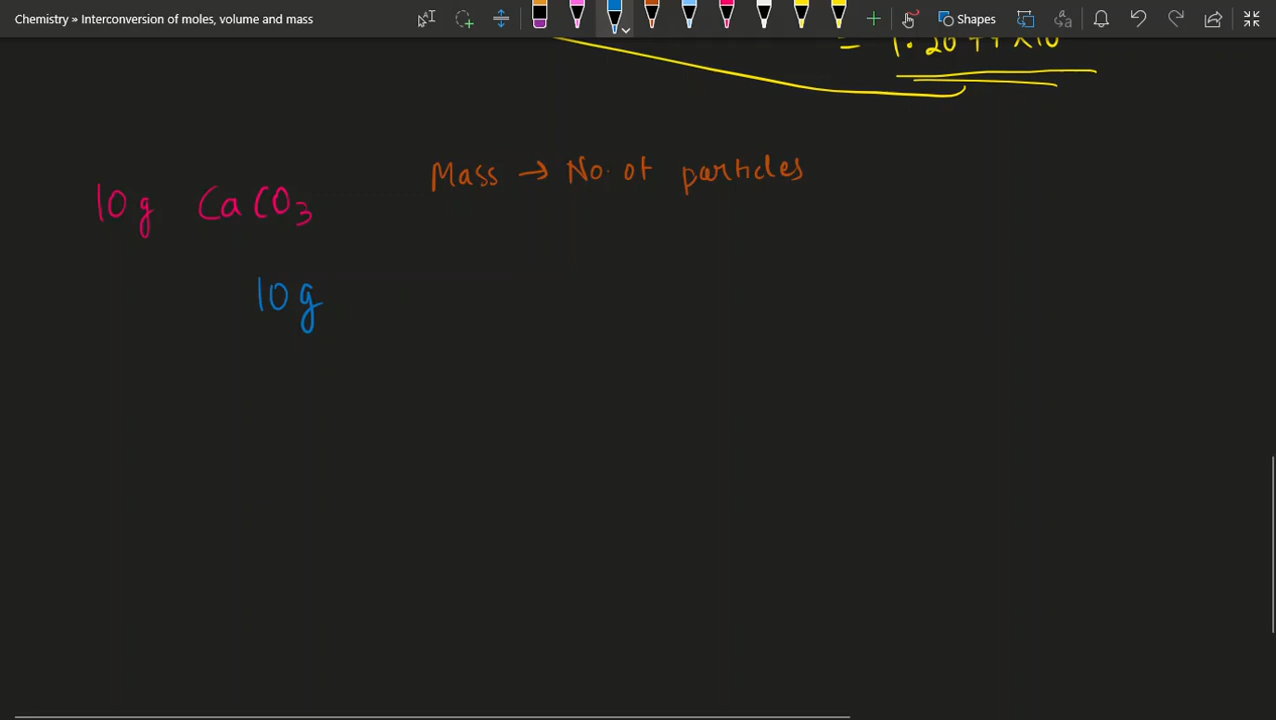 Chemistry » Interconversion of moles, volume and mass
Shapes
Mass → No. of particles
10 g CaCO₃
10 g